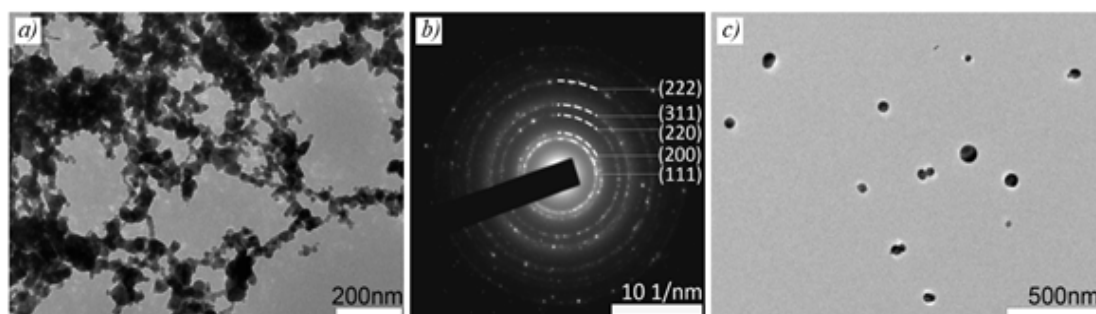 a)
200nm
b)
(222)
(311)
(220)
(200)
(111)
10 1/nm
c)
500nm